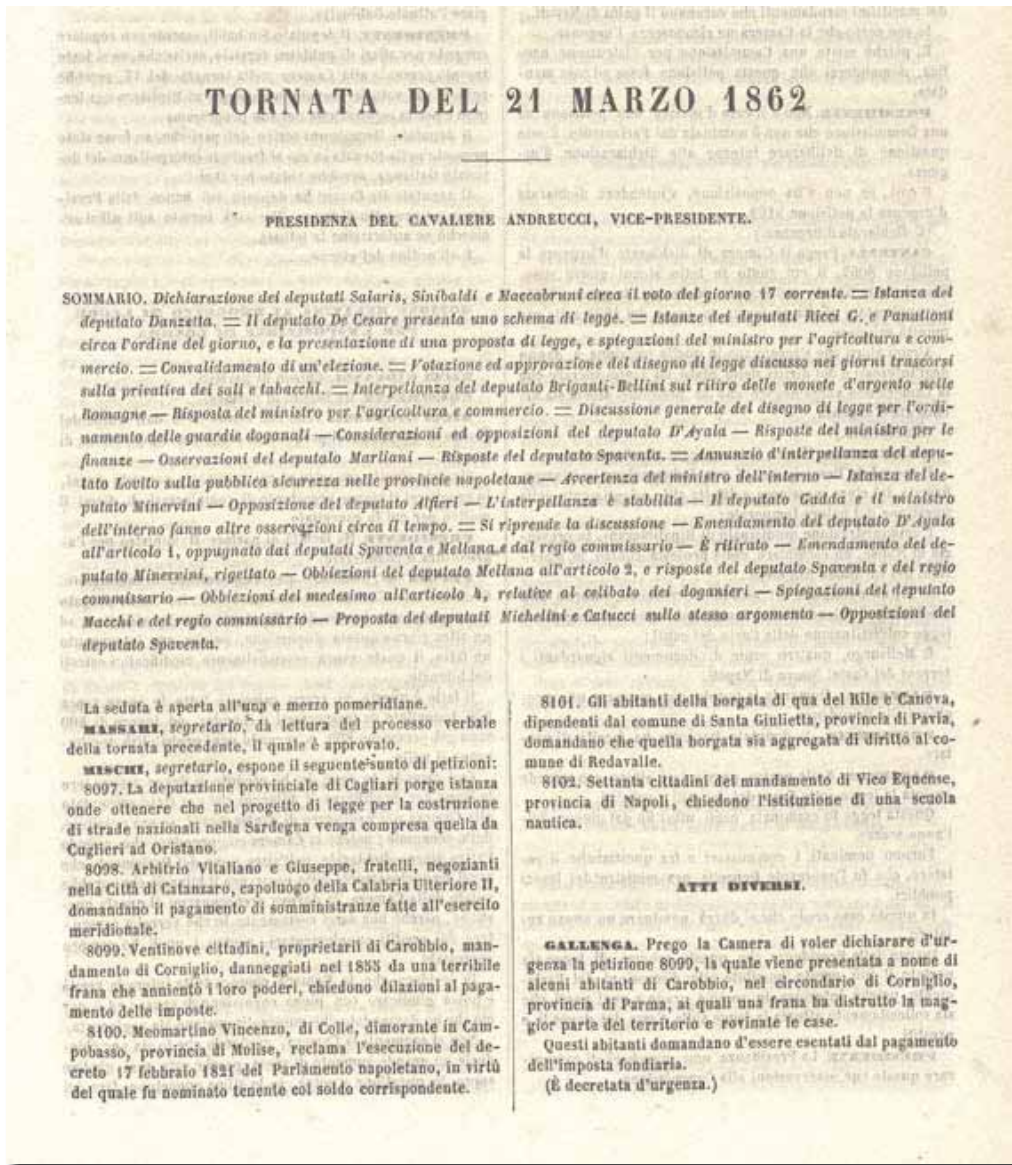 TORNATA DEL 21 MARZO 1862
PRESIDENZA DEL CAVALIERE ANDREUCCI, VICE-PRESIDENTE.
SOMMARIO. Dichiarazione dei deputati Salaris, Sinibaldi e Maccabruni circa il voto del giorno 17 corrente. = Istanza del
deputato Danzetta. = Il deputato De Cesare presenta uno schema di legge. = Istanze dei deputati Ricci G. e Panattoni
circa l'ordine del giorno, e la presentazione di una proposta di legge, e spiegazioni del ministro per l'agricoltura e com-
mercio. = Convalidamento di un'elezione. = Votazione ed approvazione del disegno di legge discusso nei giorni trascorsi
sulla privativa dei sali e tabacchi. = Interpellanza del deputato Briganti-Bellini sul ritiro delle monete d'argento nelle
Romagne — Risposta del ministro per l'agricoltura e commercio. = Discussione generale del disegno di legge per l'ordi-
namento delle guardie doganali — Considerazioni ed opposizioni del deputato D'Ayala — Risposte del ministro per le
finanze — Osservazioni del deputato Marliani — Risposte del deputato Spaventa. = Annunzio d'interpellanza del depu-
tato Lovito sulla pubblica sicurezza nelle provincie napoletane — Avvertenza del ministro dell'interno — Istanza del de-
putato Minervini — Opposizione del deputato Alfieri — L'interpellanza è stabilita — Il deputato Gadda e il ministro
dell'interno fanno altre osservazioni circa il tempo. = Si riprende la discussione — Emendamento del deputato D'Ayala
all'articolo 1, oppugnato dai deputati Spaventa e Mellana e dal regio commissario — È ritirato — Emendamento del de-
putato Minervini, rigettato — Obbiezioni del deputato Mellana all'articolo 2, e risposte del deputato Spaventa e del regio
commissario — Obbiezioni del medesimo all'articolo 4, relative al celibato dei doganieri — Spiegazioni del deputato
Macchi e del regio commissario — Proposta dei deputati Michelini e Catucci sullo stesso argomento — Opposizioni del
deputato Spaventa.
La seduta è aperta all'una e mezzo pomeridiane.
MASSARI, segretario, dà lettura del processo verbale
della tornata precedente, il quale è approvato.
MISCHI, segretario, espone il seguente sunto di petizioni:
8097. La deputazione provinciale di Cagliari porge istanza
onde ottenere che nel progetto di legge per la costruzione
di strade nazionali nella Sardegna venga compresa quella da
Cuglieri ad Oristano.
8098. Arbitrio Vitaliano e Giuseppe, fratelli, negozianti
nella Città di Catanzaro, capoluogo della Calabria Ulteriore II,
domandano il pagamento di somministranze fatte all'esercito
meridionale.
8099. Ventinove cittadini, proprietarii di Carobbio, man-
damento di Corniglio, danneggiati nel 1855 da una terribile
frana che annientò i loro poderi, chiedono dilazioni al paga-
mento delle imposte.
8100. Meomartino Vincenzo, di Colle, dimorante in Cam-
pobasso, provincia di Molise, reclama l'esecuzione del de-
creto 17 febbraio 1821 del Parlamento napoletano, in virtù
del quale fu nominato tenente col soldo corrispondente.
8101. Gli abitanti della borgata di qua del Rile e Canova,
dipendenti dal comune di Santa Giulietta, provincia di Pavia,
domandano che quella borgata sia aggregata di diritto al co-
mune di Redavalle.
8102. Settanta cittadini del mandamento di Vico Equense,
provincia di Napoli, chiedono l'istituzione di una scuola
nautica.
ATTI DIVERSI.
GALLENGA. Prego la Camera di voler dichiarare d'ur-
genza la petizione 8099, la quale viene presentata a nome di
alcuni abitanti di Carobbio, nel circondario di Corniglio,
provincia di Parma, ai quali una frana ha distrutto la mag-
gior parte del territorio e rovinate le case.
Questi abitanti domandano d'essere esentati dal pagamento
dell'imposta fondiaria.
(È decretata d'urgenza.)